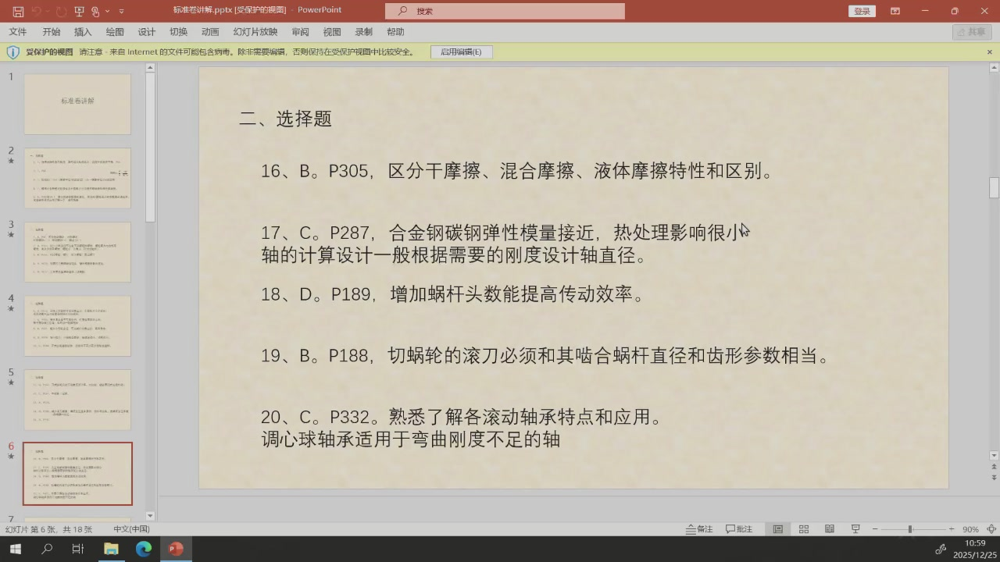 标准卷讲解.pptx [受保护的视图] - PowerPoint
搜索
登录
文件 开始 插入 绘图 设计 切换 动画 幻灯片放映 审阅 视图 录制 帮助
共享
受保护的视图 请注意 - 来自 Internet 的文件可能包含病毒。除非需要编辑，否则保持在受保护视图中比较安全。
启用编辑(E)
1
标准卷讲解
2
3
4
5
6
7
二、选择题
16、B。P305，区分干摩擦、混合摩擦、液体摩擦特性和区别。
17、C。P287，合金钢碳钢弹性模量接近，热处理影响很小
轴的计算设计一般根据需要的刚度设计轴直径。
18、D。P189，增加蜗杆头数能提高传动效率。
19、B。P188，切蜗轮的滚刀必须和其啮合蜗杆直径和齿形参数相当。
20、C。P332。熟悉了解各滚动轴承特点和应用。
调心球轴承适用于弯曲刚度不足的轴
幻灯片 第 6 张，共 18 张
中文(中国)
备注
批注
90%
10:59
2025/12/25